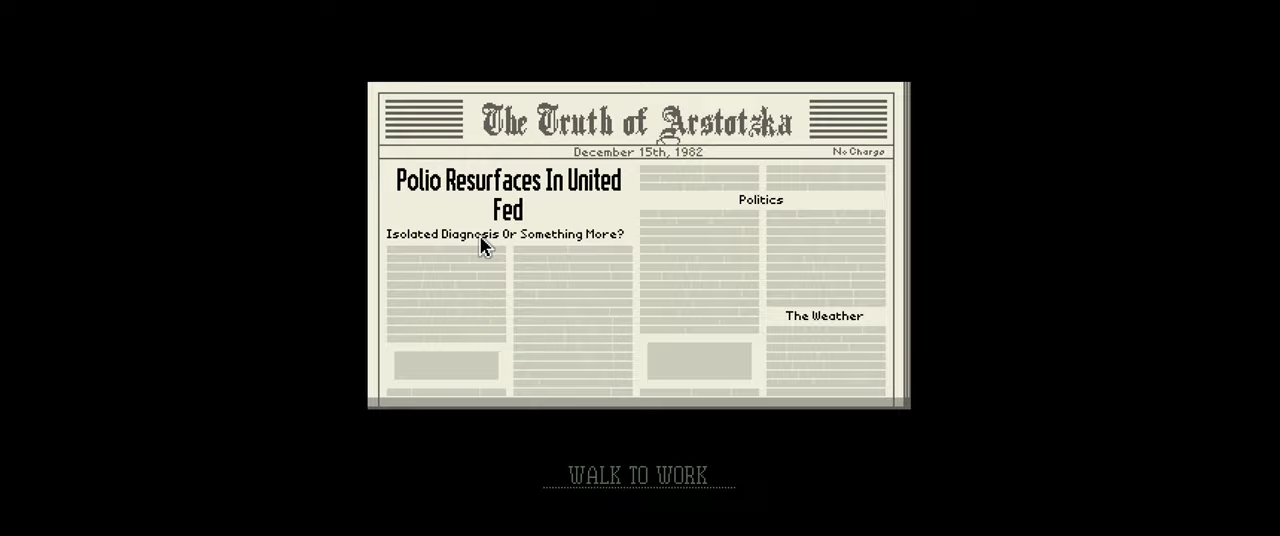 The Truth of Arstotzka
December 15th, 1982
No Charge
Polio Resurfaces In United
Fed
Isolated Diagnosis Or Something More?
Politics
The Weather
WALK TO WORK